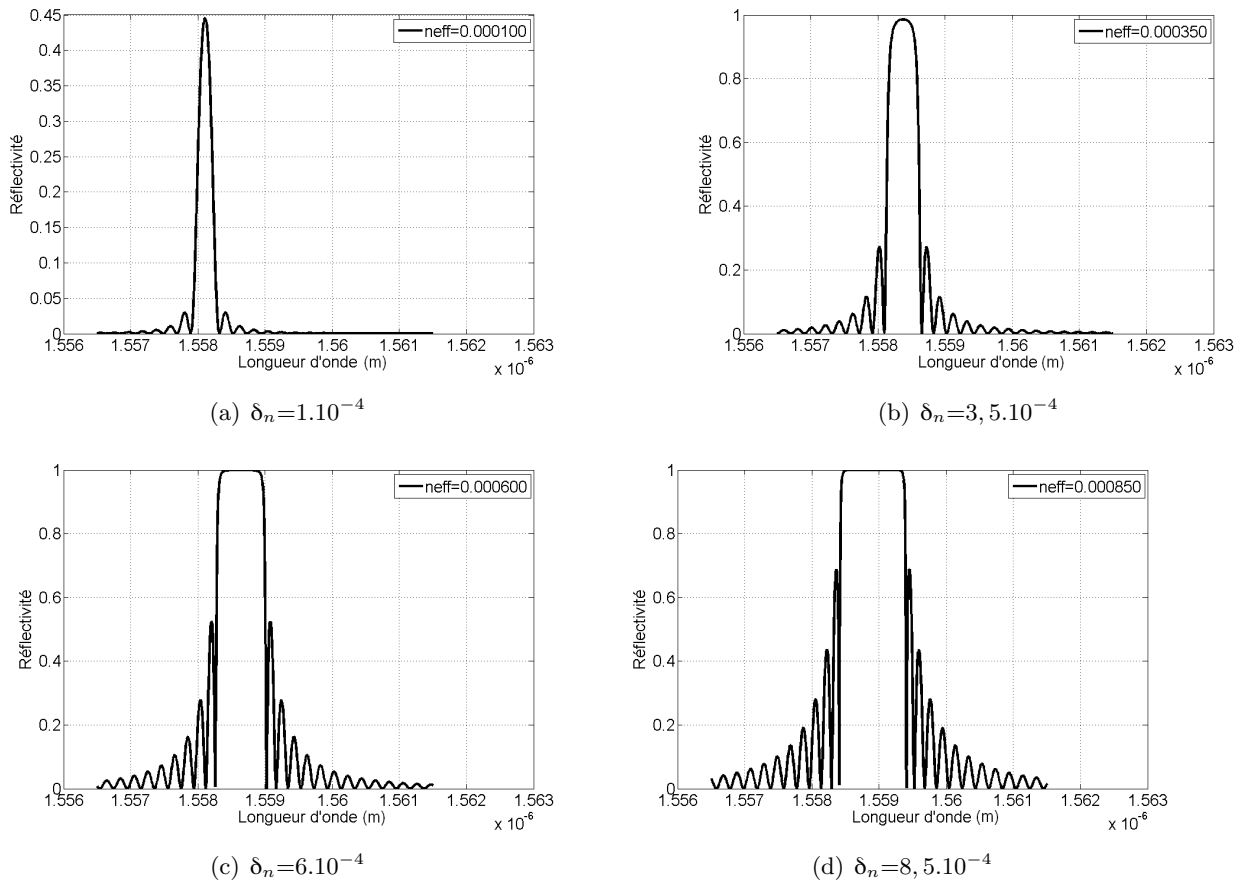 0.45
0.4
0.35
0.3
0.25
0.2
0.15
0.1
0.05
0
Réflectivité
neff=0.000100
1.556 1.557 1.558 1.559 1.56 1.561 1.562 1.563
Longueur d'onde (m)
x 10⁻⁶
(a) δₙ=1.10⁻⁴
1
0.8
0.6
0.4
0.2
0
Réflectivité
neff=0.000350
1.556 1.557 1.558 1.559 1.56 1.561 1.562 1.563
Longueur d'onde (m)
x 10⁻⁶
(b) δₙ=3,5.10⁻⁴
1
0.8
0.6
0.4
0.2
0
Réflectivité
neff=0.000600
1.556 1.557 1.558 1.559 1.56 1.561 1.562 1.563
Longueur d'onde (m)
x 10⁻⁶
(c) δₙ=6.10⁻⁴
1
0.8
0.6
0.4
0.2
0
Réflectivité
neff=0.000850
1.556 1.557 1.558 1.559 1.56 1.561 1.562 1.563
Longueur d'onde (m)
x 10⁻⁶
(d) δₙ=8,5.10⁻⁴